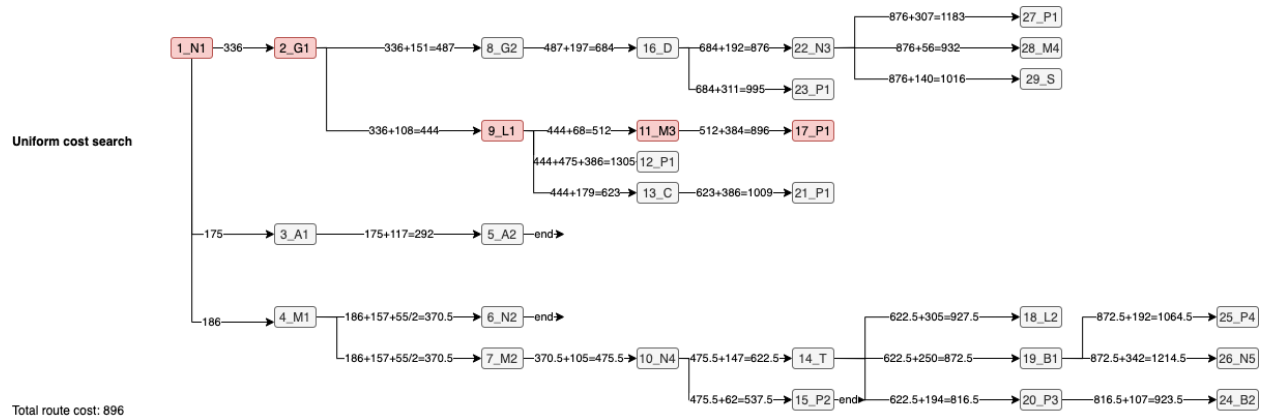 27_P1
876+307=1183
1_N1 336 2_G1 336+151=487 8_G2 487+197=684 16_D 684+192=876 22_N3 876+56=932 28_M4
876+140=1016 29_S
684+311=995 23_P1
Uniform cost search
336+108=444 9_L1 444+68=512 11_M3 512+384=896 17_P1
444+475+386=1305 12_P1
444+179=623 13_C 623+386=1009 21_P1
175 3_A1 175+117=292 5_A2 end
186 4_M1 186+157+55/2=370.5 6_N2 end 622.5+305=927.5 18_L2 872.5+192=1064.5 25_P4
186+157+55/2=370.5 7_M2 370.5+105=475.5 10_N4 475.5+147=622.5 14_T 622.5+250=872.5 19_B1 872.5+342=1214.5 26_N5
475.5+62=537.5 15_P2 end 622.5+194=816.5 20_P3 816.5+107=923.5 24_B2
Total route cost: 896